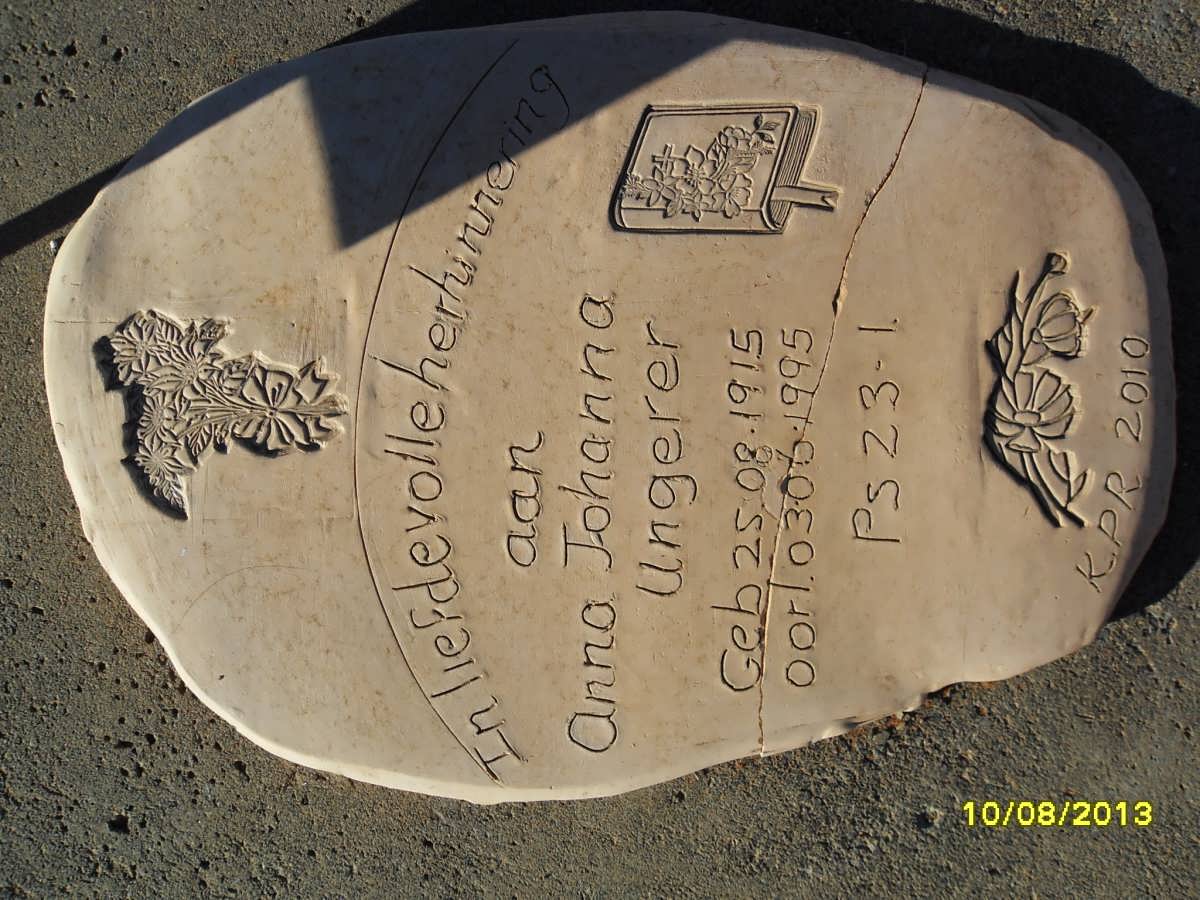 In liefdevolle herhinnering
aan
Anna Johanna
Ungerer
Geb 25.08.1915
oorl.03.06.1995
PS 23-1.
K.P.R 2010
10/08/2013